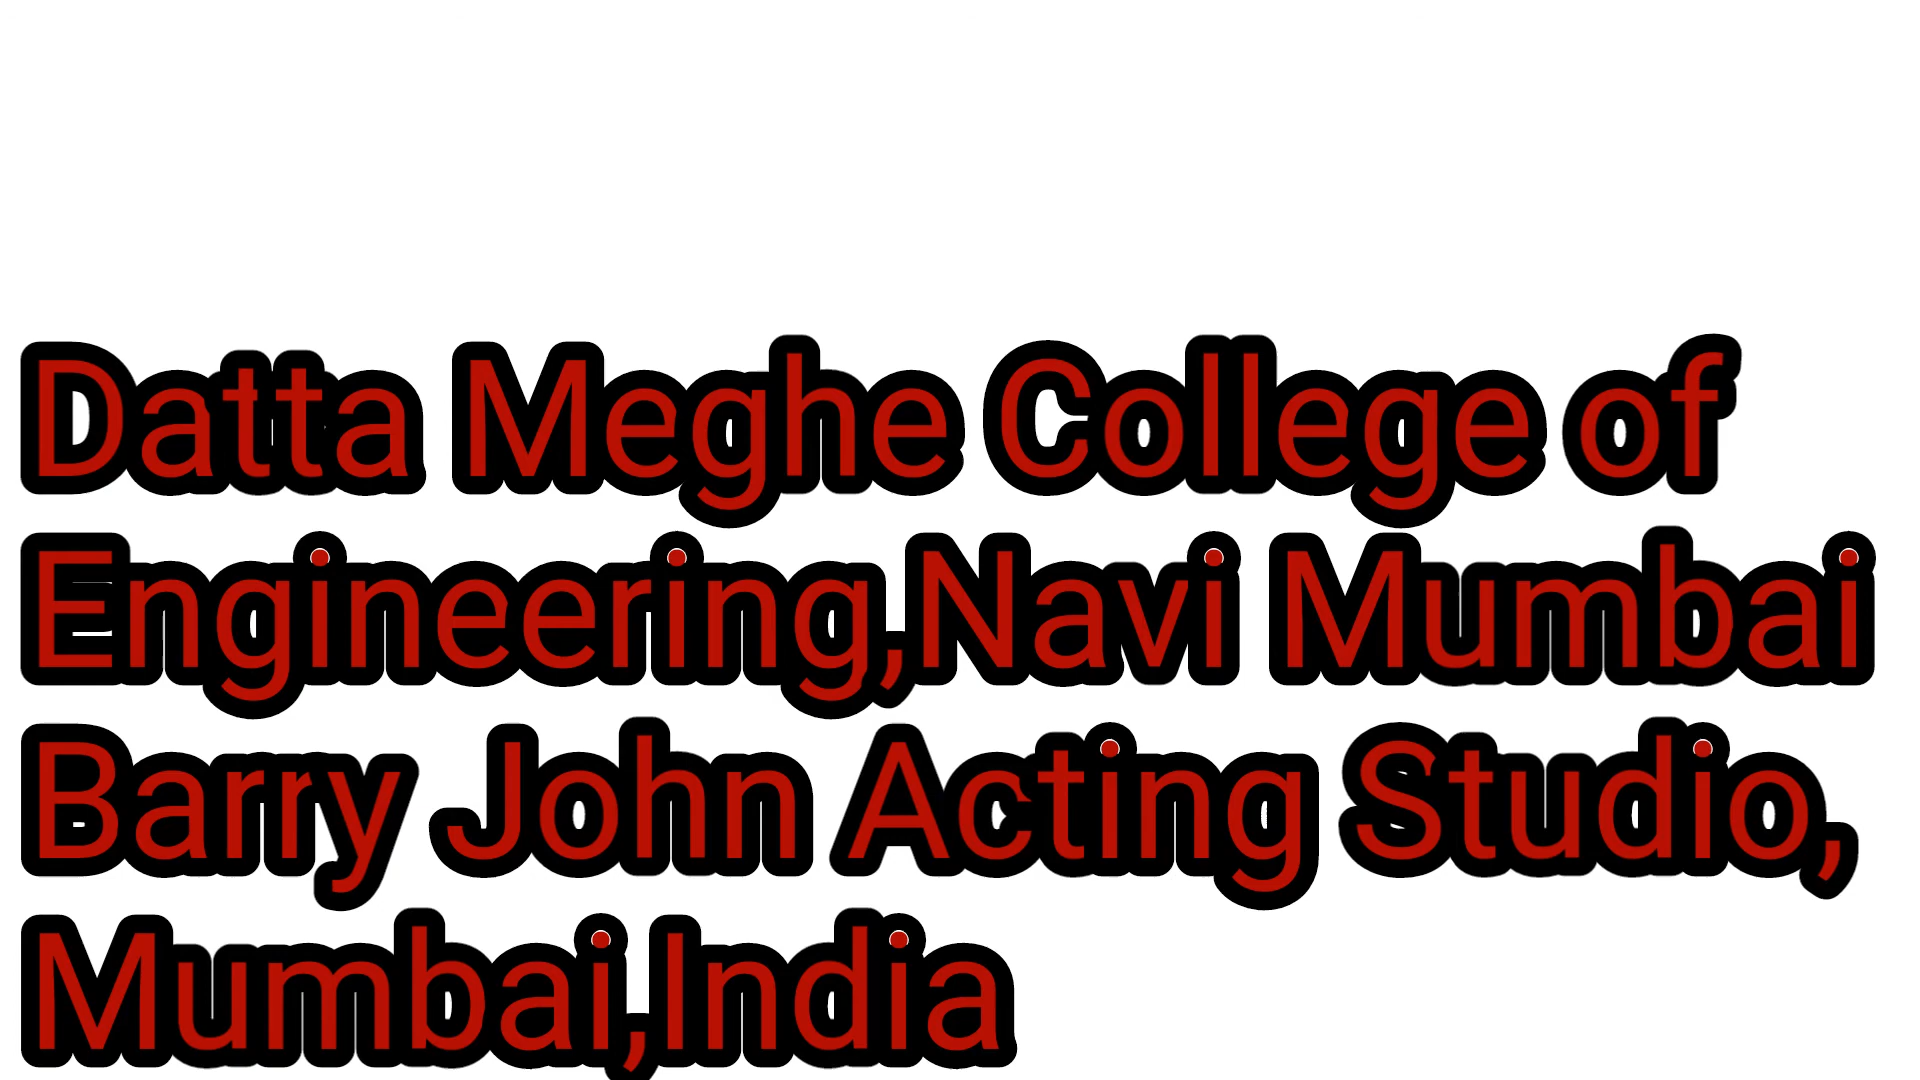 Datta Meghe College of
Engineering,Navi Mumbai
Barry John Acting Studio,
Mumbai,India